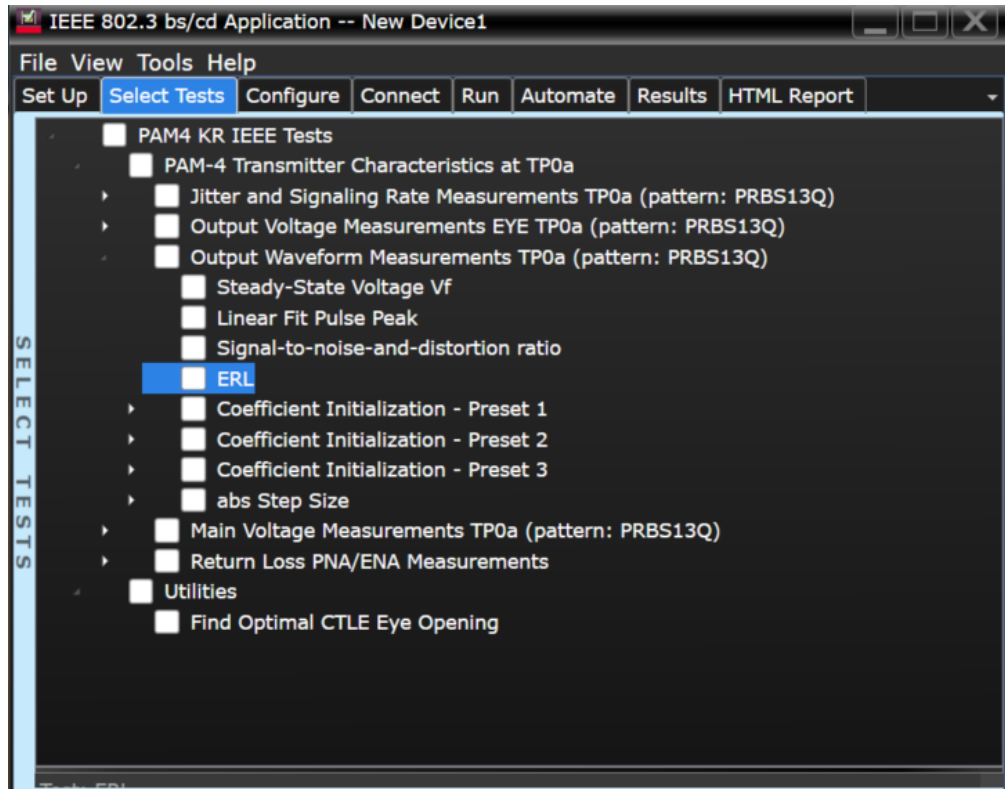 IEEE 802.3 bs/cd Application -- New Device1
File View Tools Help
Set Up Select Tests Configure Connect Run Automate Results HTML Report
SELECT TESTS
PAM4 KR IEEE Tests
PAM-4 Transmitter Characteristics at TP0a
Jitter and Signaling Rate Measurements TP0a (pattern: PRBS13Q)
Output Voltage Measurements EYE TP0a (pattern: PRBS13Q)
Output Waveform Measurements TP0a (pattern: PRBS13Q)
Steady-State Voltage Vf
Linear Fit Pulse Peak
Signal-to-noise-and-distortion ratio
ERL
Coefficient Initialization - Preset 1
Coefficient Initialization - Preset 2
Coefficient Initialization - Preset 3
abs Step Size
Main Voltage Measurements TP0a (pattern: PRBS13Q)
Return Loss PNA/ENA Measurements
Utilities
Find Optimal CTLE Eye Opening